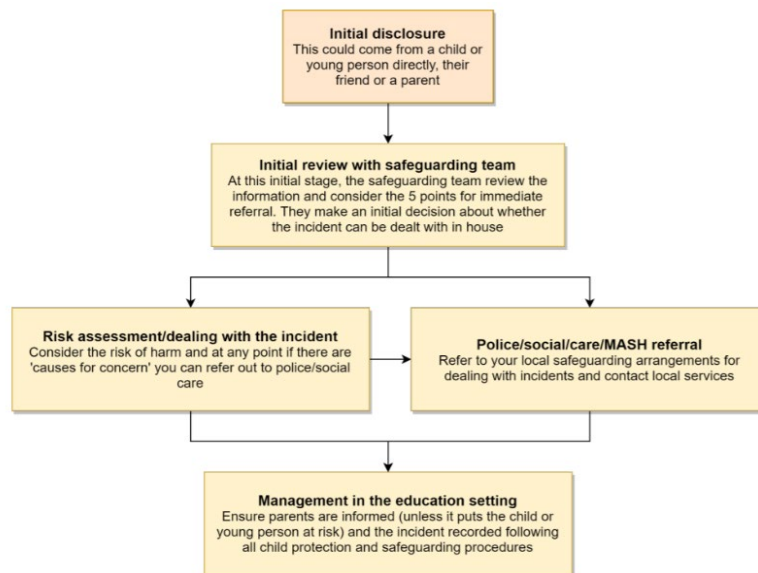 Initial disclosure
This could come from a child or
young person directly, their
friend or a parent
Initial review with safeguarding team
At this initial stage, the safeguarding team review the
information and consider the 5 points for immediate
referral. They make an initial decision about whether
the incident can be dealt with in house
Risk assessment/dealing with the incident
Consider the risk of harm and at any point if there are
'causes for concern' you can refer out to police/social
care
Police/social/care/MASH referral
Refer to your local safeguarding arrangements for
dealing with incidents and contact local services
Management in the education setting
Ensure parents are informed (unless it puts the child or
young person at risk) and the incident recorded following
all child protection and safeguarding procedures